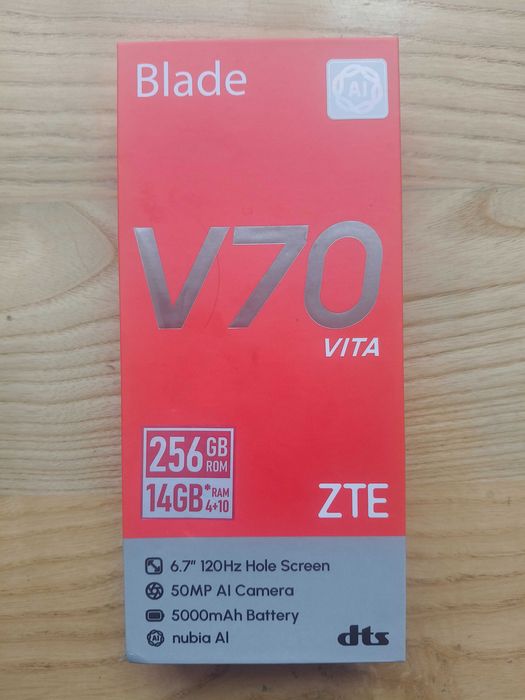 Blade
AI
V70
VITA
256 GB ROM
14GB* RAM 4+10
ZTE
6.7" 120Hz Hole Screen
50MP AI Camera
5000mAh Battery
AI nubia AI
dts